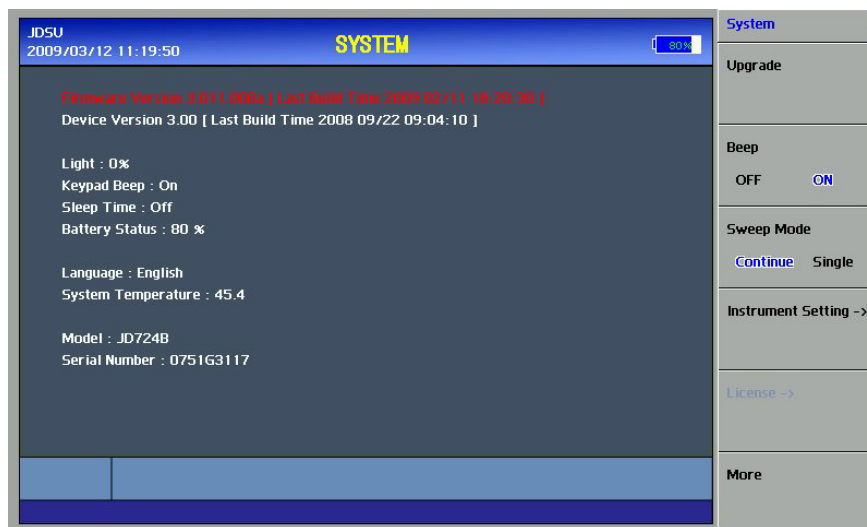 JDSU
2009/03/12 11:19:50
SYSTEM
80%
Firmware Version 3.011.000a [ Last Build Time 2009 02/11 18:20:30 ]
Device Version 3.00 [ Last Build Time 2008 09/22 09:04:10 ]
Light : 0%
Keypad Beep : On
Sleep Time : Off
Battery Status : 80 %
Language : English
System Temperature : 45.4
Model : JD724B
Serial Number : 0751G3117
System
Upgrade
Beep
OFF ON
Sweep Mode
Continue Single
Instrument Setting ->
License ->
More